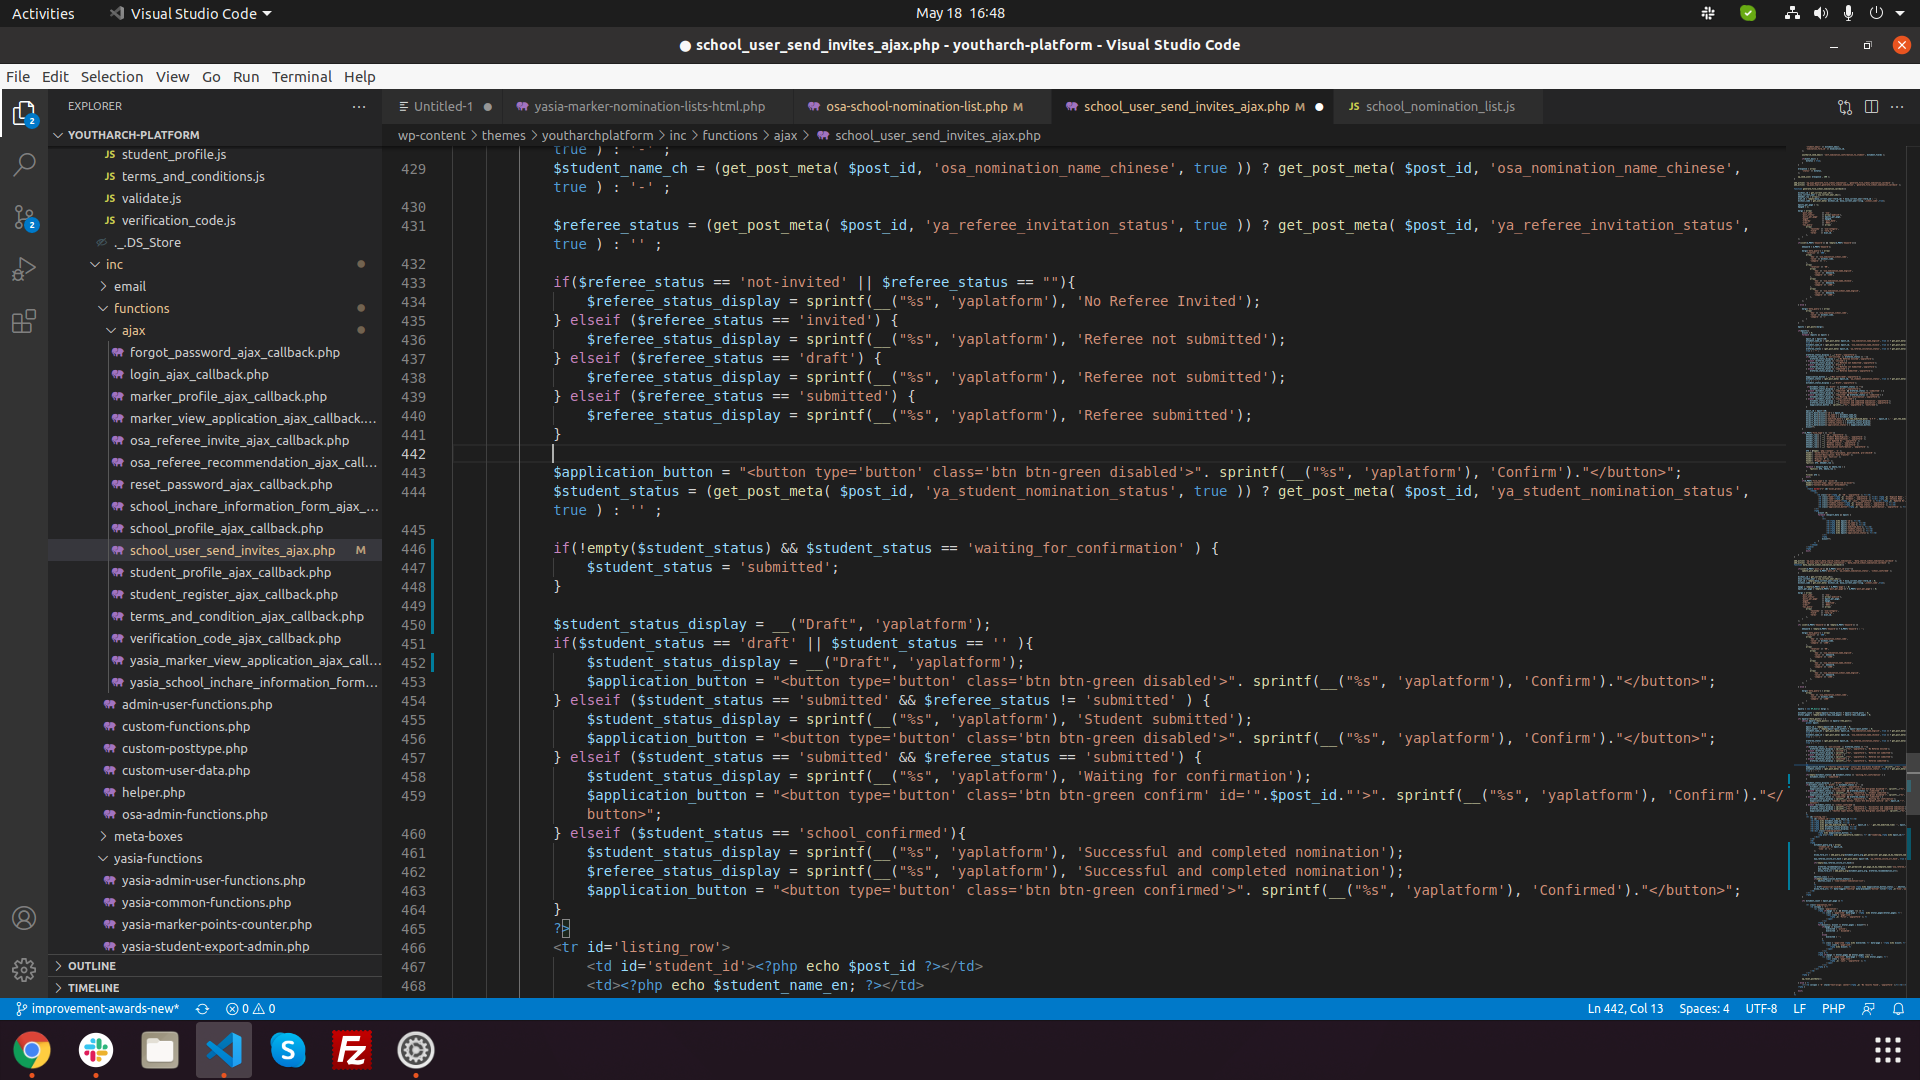 Activities
Visual Studio Code
May 18 16:48
● school_user_send_invites_ajax.php - youtharch-platform - Visual Studio Code
File Edit Selection View Go Run Terminal Help
EXPLORER
YOUTHARCH-PLATFORM
student_profile.js
terms_and_conditions.js
validate.js
verification_code.js
._.DS_Store
inc
email
functions
ajax
forgot_password_ajax_callback.php
login_ajax_callback.php
marker_profile_ajax_callback.php
marker_view_application_ajax_callback....
osa_referee_invite_ajax_callback.php
osa_referee_recommendation_ajax_call...
reset_password_ajax_callback.php
school_inchare_information_form_ajax_...
school_profile_ajax_callback.php
school_user_send_invites_ajax.php M
student_profile_ajax_callback.php
student_register_ajax_callback.php
terms_and_condition_ajax_callback.php
verification_code_ajax_callback.php
yasia_marker_view_application_ajax_call...
yasia_school_inchare_information_form...
admin-user-functions.php
custom-functions.php
custom-posttype.php
custom-user-data.php
helper.php
osa-admin-functions.php
meta-boxes
yasia-functions
yasia-admin-user-functions.php
yasia-common-functions.php
yasia-marker-points-counter.php
yasia-student-export-admin.php
OUTLINE
TIMELINE
Untitled-1 ●
yasia-marker-nomination-lists-html.php
osa-school-nomination-list.php M
school_user_send_invites_ajax.php M ●
school_nomination_list.js
wp-content > themes > youtharchplatform > inc > functions > ajax > school_user_send_invites_ajax.php
true ) : '-' ;
429 $student_name_ch = (get_post_meta( $post_id, 'osa_nomination_name_chinese', true )) ? get_post_meta( $post_id, 'osa_nomination_name_chinese',
true ) : '-' ;
430
431 $referee_status = (get_post_meta( $post_id, 'ya_referee_invitation_status', true )) ? get_post_meta( $post_id, 'ya_referee_invitation_status',
true ) : '' ;
432
433 if($referee_status == 'not-invited' || $referee_status == ""){
434 $referee_status_display = sprintf(__("%s", 'yaplatform'), 'No Referee Invited');
435 } elseif ($referee_status == 'invited') {
436 $referee_status_display = sprintf(__("%s", 'yaplatform'), 'Referee not submitted');
437 } elseif ($referee_status == 'draft') {
438 $referee_status_display = sprintf(__("%s", 'yaplatform'), 'Referee not submitted');
439 } elseif ($referee_status == 'submitted') {
440 $referee_status_display = sprintf(__("%s", 'yaplatform'), 'Referee submitted');
441 }
442
443 $application_button = "<button type='button' class='btn btn-green disabled'>". sprintf(__("%s", 'yaplatform'), 'Confirm')."</button>";
444 $student_status = (get_post_meta( $post_id, 'ya_student_nomination_status', true )) ? get_post_meta( $post_id, 'ya_student_nomination_status',
true ) : '' ;
445
446 if(!empty($student_status) && $student_status == 'waiting_for_confirmation' ) {
447 $student_status = 'submitted';
448 }
449
450 $student_status_display = __("Draft", 'yaplatform');
451 if($student_status == 'draft' || $student_status == '' ){
452 $student_status_display = __("Draft", 'yaplatform');
453 $application_button = "<button type='button' class='btn btn-green disabled'>". sprintf(__("%s", 'yaplatform'), 'Confirm')."</button>";
454 } elseif ($student_status == 'submitted' && $referee_status != 'submitted' ) {
455 $student_status_display = sprintf(__("%s", 'yaplatform'), 'Student submitted');
456 $application_button = "<button type='button' class='btn btn-green disabled'>". sprintf(__("%s", 'yaplatform'), 'Confirm')."</button>";
457 } elseif ($student_status == 'submitted' && $referee_status == 'submitted') {
458 $student_status_display = sprintf(__("%s", 'yaplatform'), 'Waiting for confirmation');
459 $application_button = "<button type='button' class='btn btn-green confirm' id='".$post_id."'>". sprintf(__("%s", 'yaplatform'), 'Confirm')."</
button>";
460 } elseif ($student_status == 'school_confirmed'){
461 $student_status_display = sprintf(__("%s", 'yaplatform'), 'Successful and completed nomination');
462 $referee_status_display = sprintf(__("%s", 'yaplatform'), 'Successful and completed nomination');
463 $application_button = "<button type='button' class='btn btn-green confirmed'>". sprintf(__("%s", 'yaplatform'), 'Confirmed')."</button>";
464 }
465 ?>
466 <tr id='listing_row'>
467 <td id='student_id'><?php echo $post_id ?></td>
468 <td><?php echo $student_name_en; ?></td>
improvement-awards-new* 0 0
Ln 442, Col 13 Spaces: 4 UTF-8 LF PHP